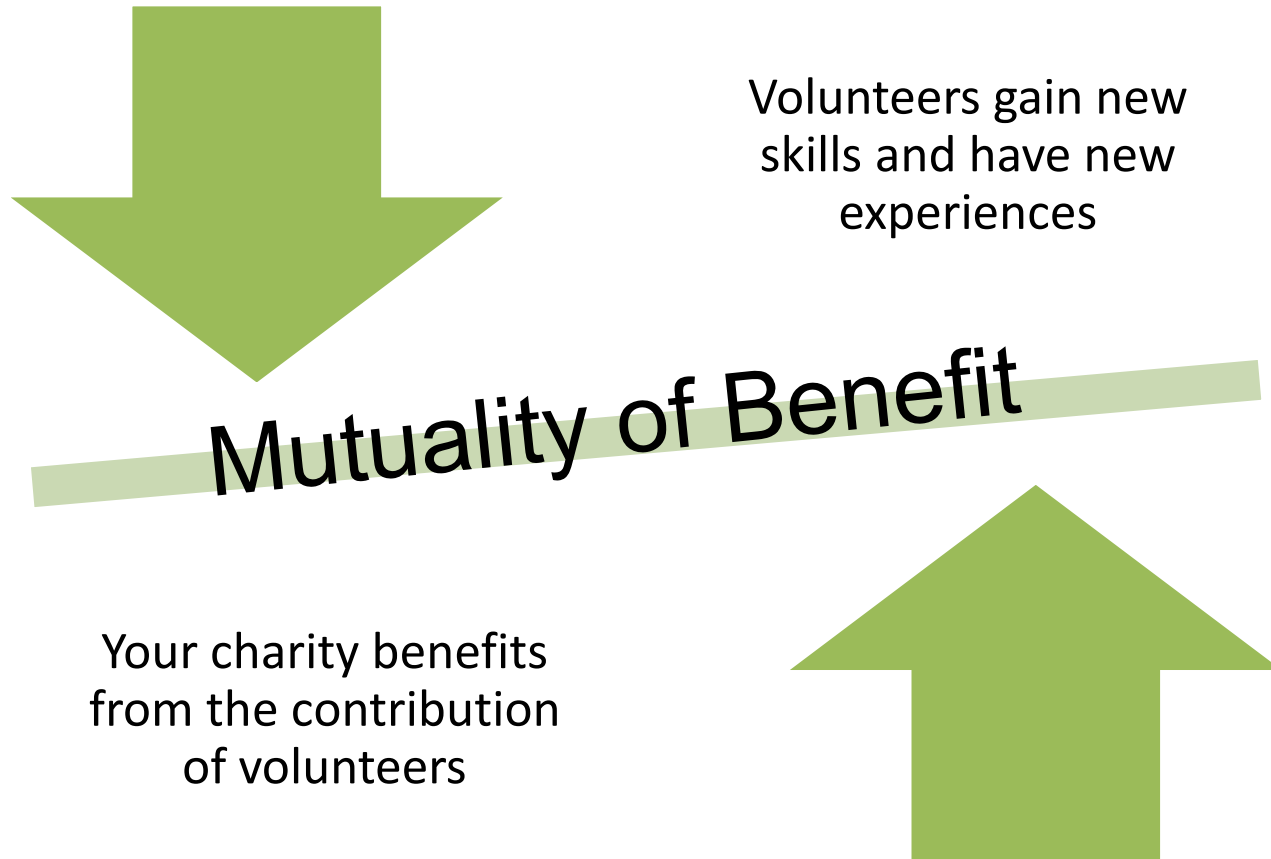 Volunteers gain new
skills and have new
experiences
Mutuality of Benefit
Your charity benefits
from the contribution
of volunteers